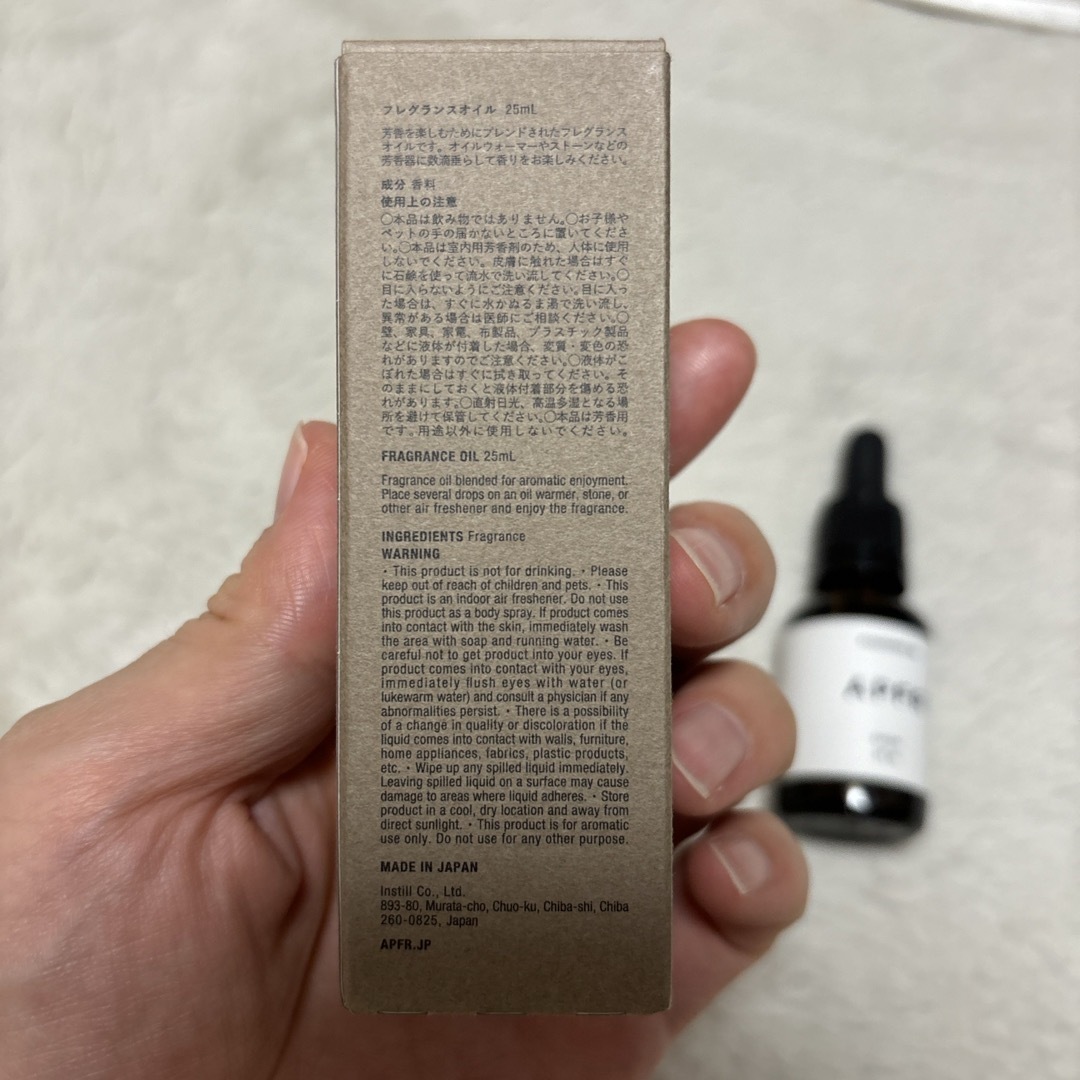 フレグランスオイル 25mL
芳香を楽しむためにブレンドされたフレグランス
オイルです。オイルウォーマーやストーンなどの
芳香器に数滴垂らして香りをお楽しみください。
成分 香料
使用上の注意
○本品は飲み物ではありません。○お子様や
ペットの手の届かないところに置いてくださ
い。○本品は室内用芳香剤のため、人体に使用
しないでください。皮膚に触れた場合はすぐ
に石鹸を使って流水で洗い流してください。○
目に入らないようにご注意ください。目に入っ
た場合は、すぐに水かぬるま湯で洗い流し、
異常がある場合は医師にご相談ください。○
壁、家具、家電、布製品、プラスチック製品
などに液体が付着した場合、変質・変色の恐
れがありますのでご注意ください。○液体がこ
ぼれた場合はすぐに拭き取ってください。そ
のままにしておくと液体付着部分を傷める恐
れがあります。○直射日光、高温多湿となる場
所を避けて保管してください。○本品は芳香用
です。用途以外に使用しないでください。
FRAGRANCE OIL 25mL
Fragrance oil blended for aromatic enjoyment.
Place several drops on an oil warmer, stone, or
other air freshener and enjoy the fragrance.
INGREDIENTS Fragrance
WARNING
・This product is not for drinking.・Please
keep out of reach of children and pets.・This
product is an indoor air freshener. Do not use
this product as a body spray. If product comes
into contact with the skin, immediately wash
the area with soap and running water.・Be
careful not to get product into your eyes. If
product comes into contact with your eyes,
immediately flush eyes with water (or
lukewarm water) and consult a physician if any
abnormalities persist.・There is a possibility
of a change in quality or discoloration if the
liquid comes into contact with walls, furniture,
home appliances, fabrics, plastic products,
etc.・Wipe up any spilled liquid immediately.
Leaving spilled liquid on a surface may cause
damage to areas where liquid adheres.・Store
product in a cool, dry location and away from
direct sunlight.・This product is for aromatic
use only. Do not use for any other purpose.
MADE IN JAPAN
Instill Co., Ltd.
893-80, Murata-cho, Chuo-ku, Chiba-shi, Chiba
260-0825, Japan
APFR.JP